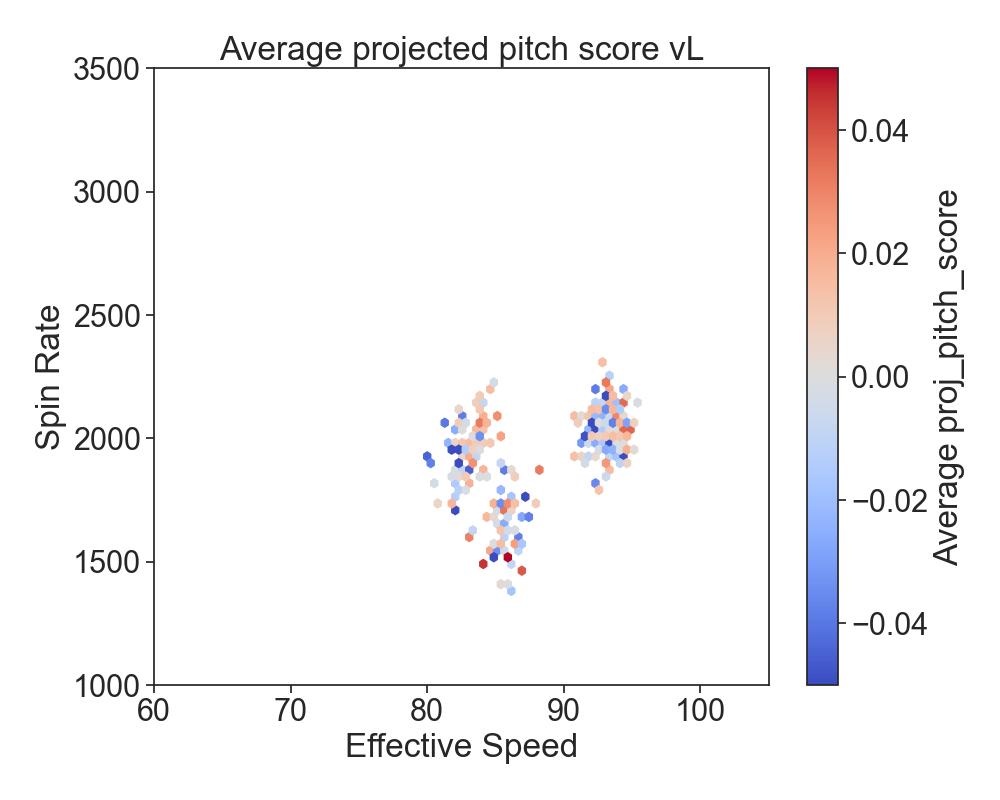 Average projected pitch score vL
3500
3000
2500
2000
1500
1000
Spin Rate
60 70 80 90 100
Effective Speed
0.04
0.02
0.00
−0.02
−0.04
Average proj_pitch_score